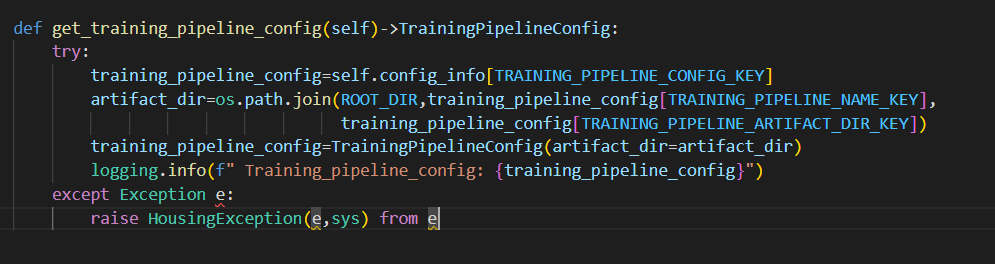 def get_training_pipeline_config(self)->TrainingPipelineConfig:
try:
training_pipeline_config=self.config_info[TRAINING_PIPELINE_CONFIG_KEY]
artifact_dir=os.path.join(ROOT_DIR,training_pipeline_config[TRAINING_PIPELINE_NAME_KEY],
training_pipeline_config[TRAINING_PIPELINE_ARTIFACT_DIR_KEY])
training_pipeline_config=TrainingPipelineConfig(artifact_dir=artifact_dir)
logging.info(f" Training_pipeline_config: {training_pipeline_config}")
except Exception e:
raise HousingException(e,sys) from e